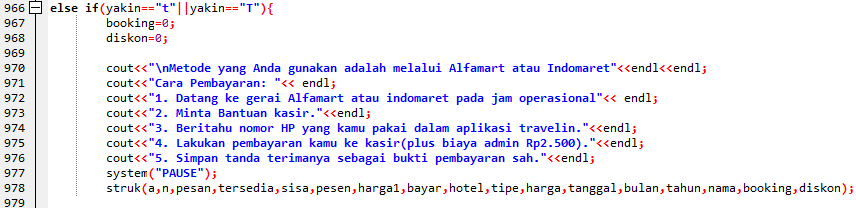 966 else if(yakin=="t"||yakin=="T"){
967 booking=0;
968 diskon=0;
969
970 cout<<"\nMetode yang Anda gunakan adalah melalui Alfamart atau Indomaret"<<endl<<endl;
971 cout<<"Cara Pembayaran: "<< endl;
972 cout<<"1. Datang ke gerai Alfamart atau indomaret pada jam operasional"<< endl;
973 cout<<"2. Minta Bantuan kasir."<<endl;
974 cout<<"3. Beritahu nomor HP yang kamu pakai dalam aplikasi travelin."<<endl;
975 cout<<"4. Lakukan pembayaran kamu ke kasir(plus biaya admin Rp2.500)."<<endl;
976 cout<<"5. Simpan tanda terimanya sebagai bukti pembayaran sah."<<endl;
977 system("PAUSE");
978 struk(a,n,pesan,tersedia,sisa,pesen,harga1,bayar,hotel,tipe,harga,tanggal,bulan,tahun,nama,booking,diskon);
979